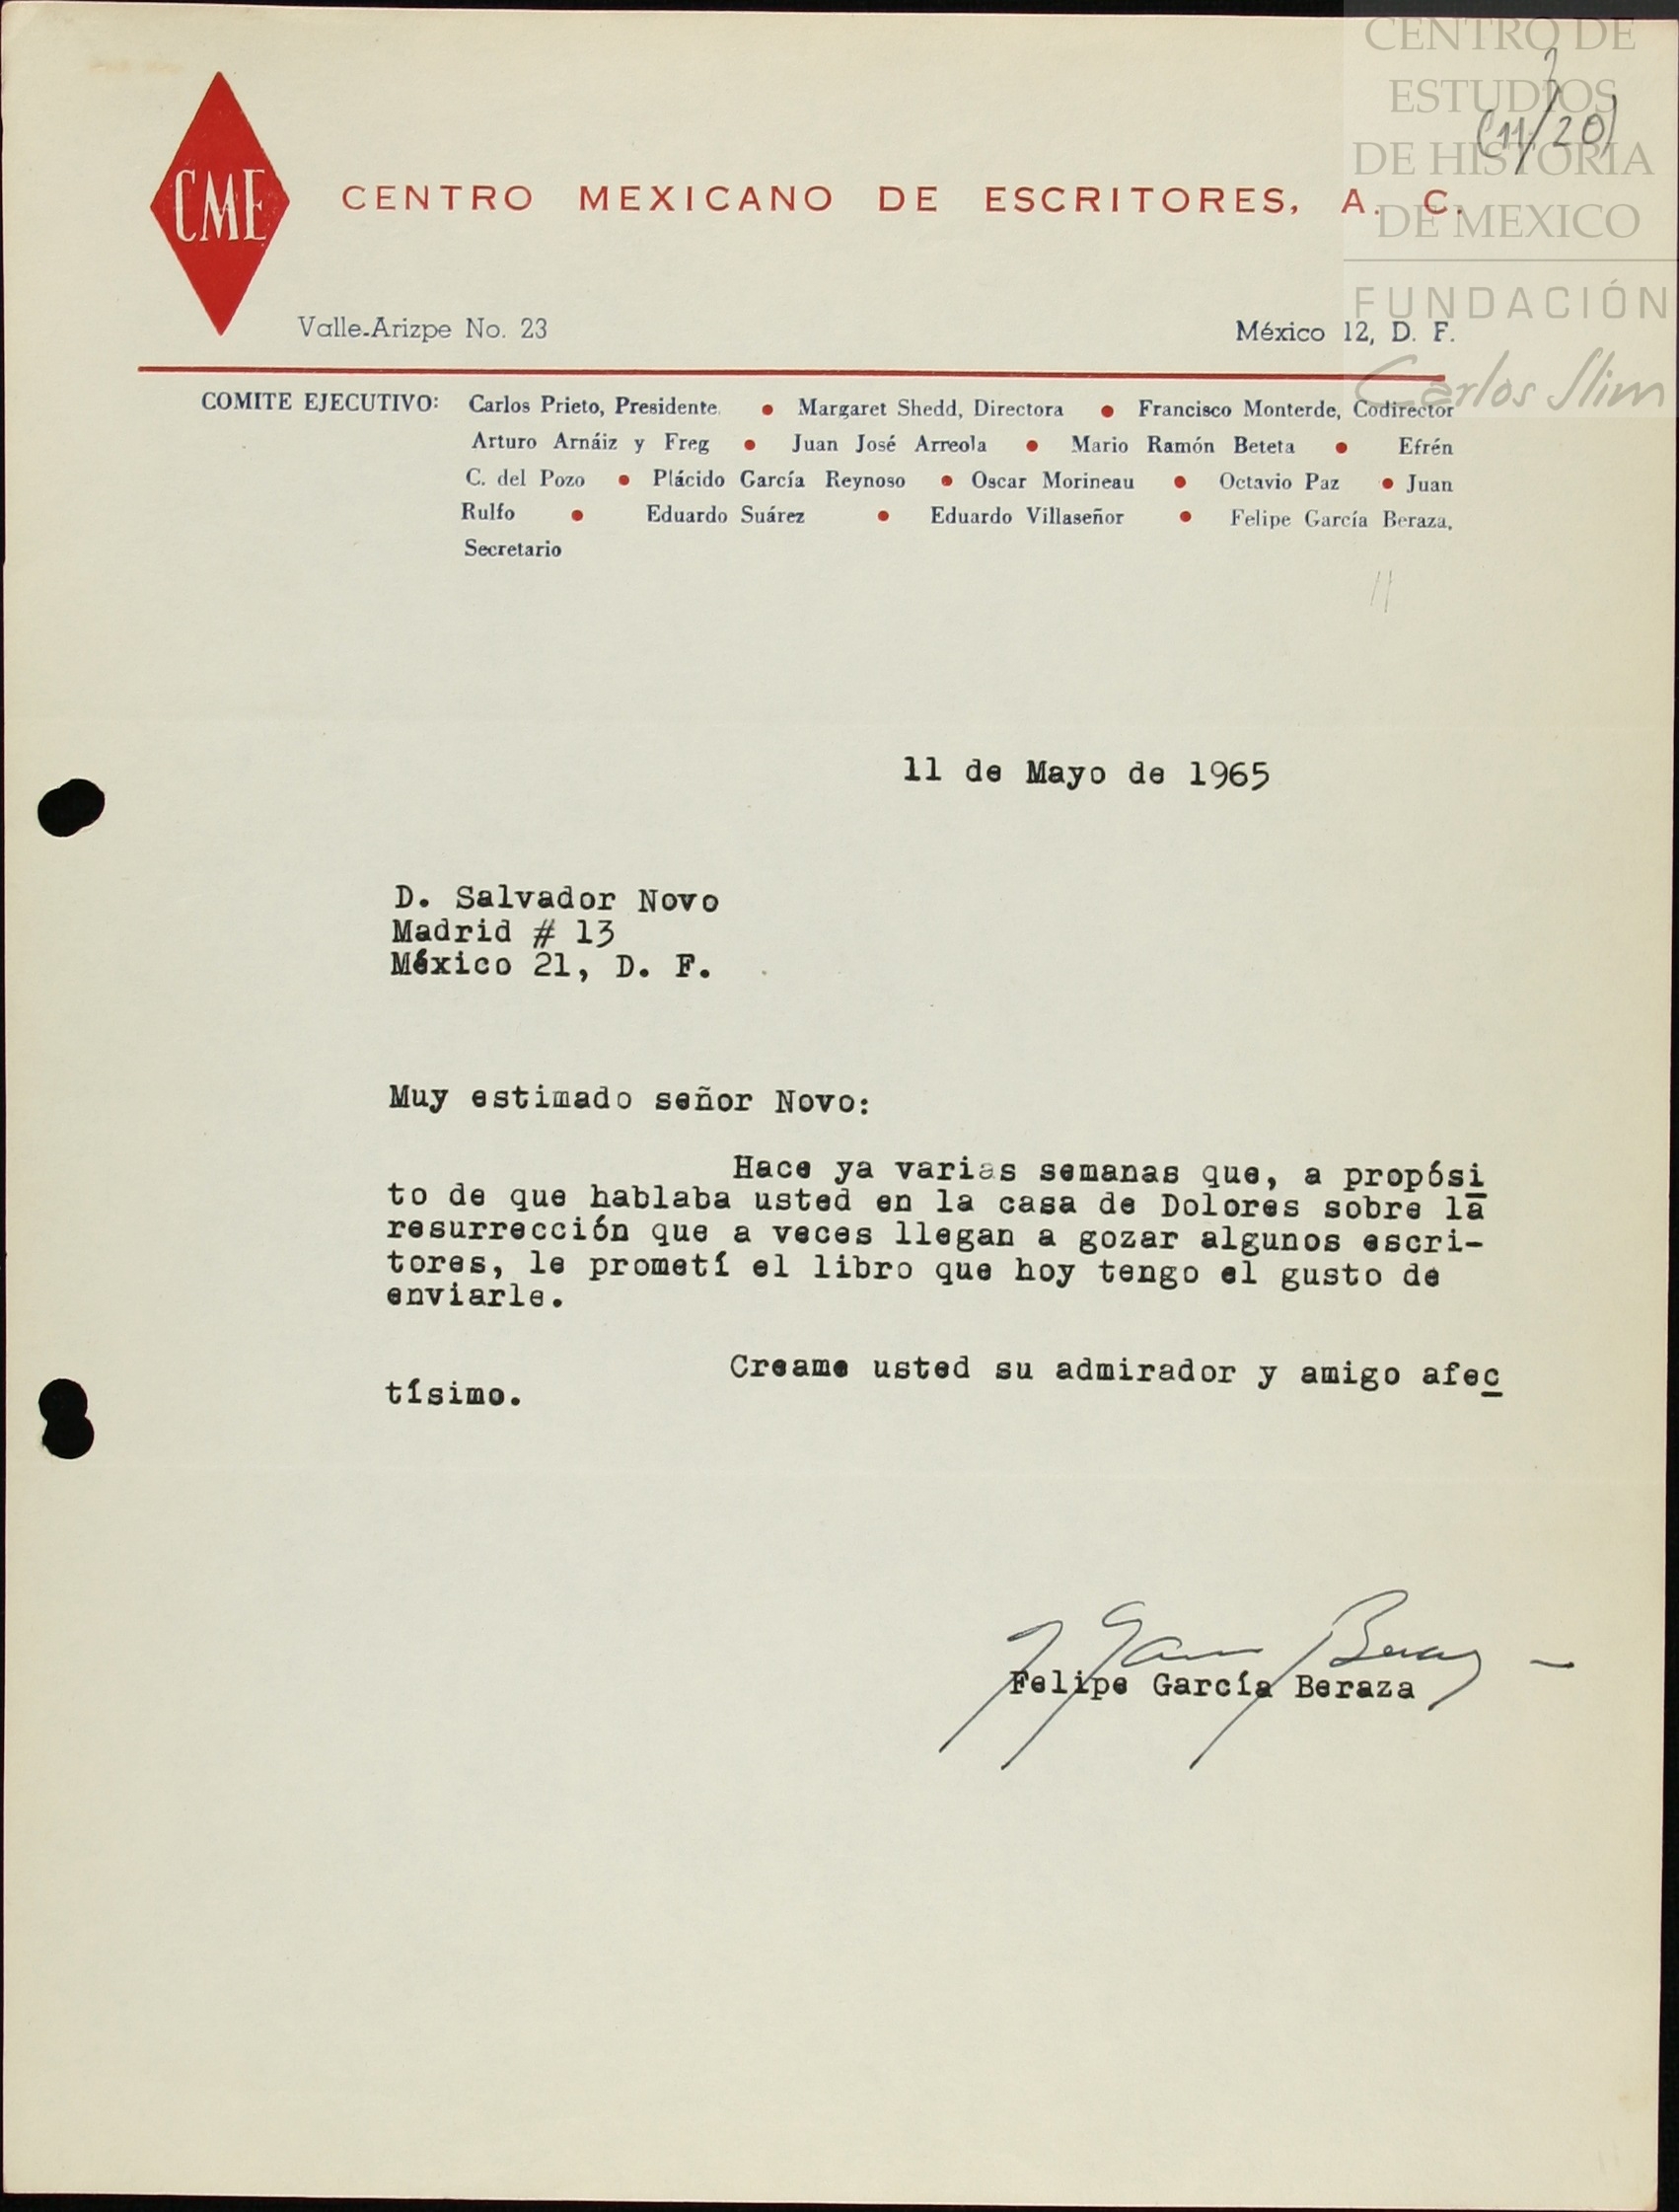 CENTRO DE
ESTUDIOS
DE HISTORIA
DE MEXICO
FUNDACIÓN
Carlos Slim
(11/20)
CME
CENTRO MEXICANO DE ESCRITORES, A. C.
Valle-Arizpe No. 23 México 12, D. F.
COMITE EJECUTIVO: Carlos Prieto, Presidente • Margaret Shedd, Directora • Francisco Monterde, Codirector
Arturo Arnáiz y Freg • Juan José Arreola • Mario Ramón Beteta • Efrén
C. del Pozo • Plácido García Reynoso • Oscar Morineau • Octavio Paz • Juan
Rulfo • Eduardo Suárez • Eduardo Villaseñor • Felipe García Beraza,
Secretario
11
11 de Mayo de 1965
D. Salvador Novo
Madrid # 13
México 21, D. F.
Muy estimado señor Novo:
Hace ya varias semanas que, a propósi
to de que hablaba usted en la casa de Dolores sobre la
resurrección que a veces llegan a gozar algunos escri-
tores, le prometí el libro que hoy tengo el gusto de
enviarle.
Creame usted su admirador y amigo afec
tísimo.
F García Beraza
Felipe García Beraza